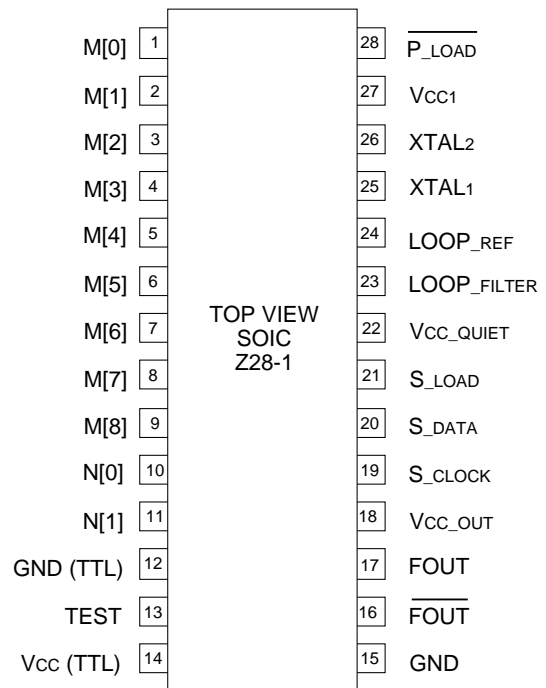 M[0] 1 28 P_LOAD
M[1] 2 27 VCC1
M[2] 3 26 XTAL2
M[3] 4 25 XTAL1
M[4] 5 24 LOOP_REF
M[5] 6 23 LOOP_FILTER
M[6] 7 22 VCC_QUIET
M[7] 8 21 S_LOAD
M[8] 9 20 S_DATA
N[0] 10 19 S_CLOCK
N[1] 11 18 VCC_OUT
GND (TTL) 12 17 FOUT
TEST 13 16 FOUT
VCC (TTL) 14 15 GND
TOP VIEW
SOIC
Z28-1